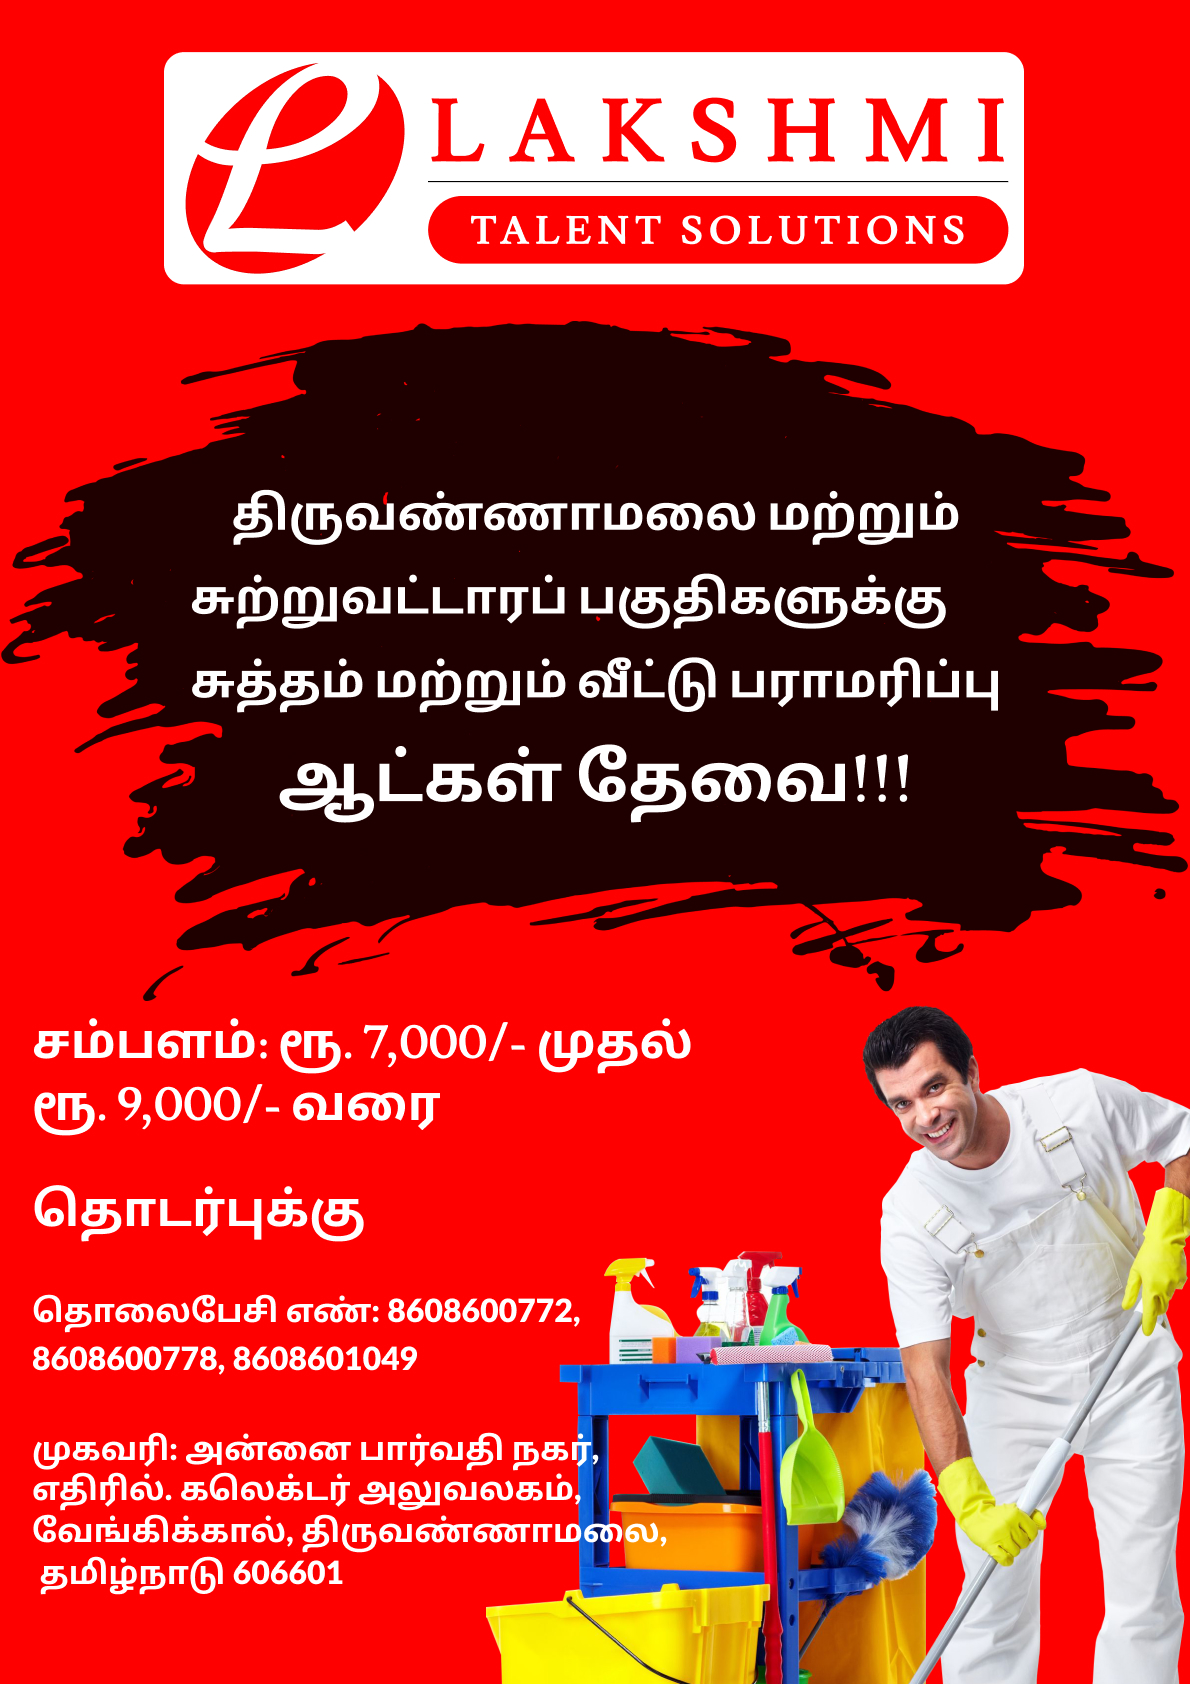 LAKSHMI
TALENT SOLUTIONS
திருவண்ணாமலை மற்றும்
சுற்றுவட்டாரப் பகுதிகளுக்கு
சுத்தம் மற்றும் வீட்டு பராமரிப்பு
ஆட்கள் தேவை!!!
சம்பளம்: ரூ. 7,000/- முதல்
ரூ. 9,000/- வரை
தொடர்புக்கு
தொலைபேசி எண்: 8608600772,
8608600778, 8608601049
முகவரி: அன்னை பார்வதி நகர்,
எதிரில். கலெக்டர் அலுவலகம்,
வேங்கிக்கால், திருவண்ணாமலை,
தமிழ்நாடு 606601